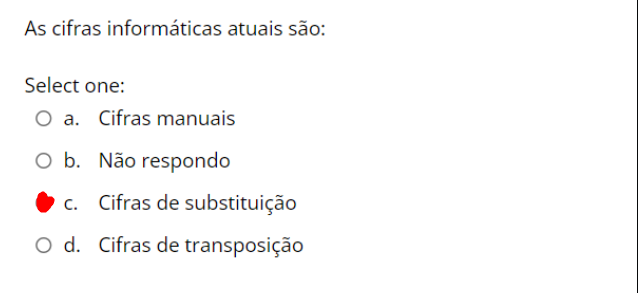 As cifras informáticas atuais são:
Select one:
a. Cifras manuais
b. Não respondo
c. Cifras de substituição
d. Cifras de transposição